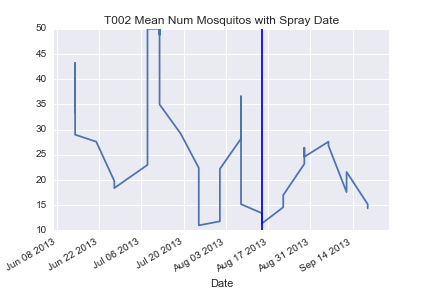 T002 Mean Num Mosquitos with Spray Date
50
45
40
35
30
25
20
15
10
Jun 08 2013
Jun 22 2013
Jul 06 2013
Jul 20 2013
Aug 03 2013
Aug 17 2013
Aug 31 2013
Sep 14 2013
Date